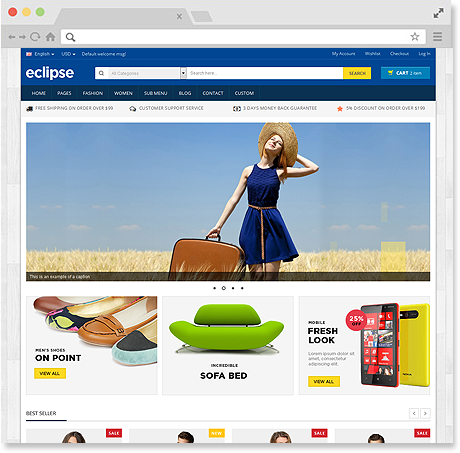 English USD Default welcome msg! My Account Wishlist Checkout Log In
eclipse All Categories Search here... SEARCH CART 2 item
HOME PAGES FASHION WOMEN SUB MENU BLOG CONTACT CUSTOM
FREE SHIPPING ON ORDER OVER $99 CUSTOMER SUPPORT SERVICE 3 DAYS MONEY BACK GUARANTEE 5% DISCOUNT ON ORDER OVER $199
This is an example of a caption
MEN'S SHOES
ON POINT
VIEW ALL
INCREDIBLE
SOFA BED
MOBILE
FRESH
LOOK
Lorem ipsum dolor
sit amet, consectetur
adipiscing elit.
VIEW ALL
25%
OFF
NOKIA
BEST SELLER
SALE NEW SALE SALE